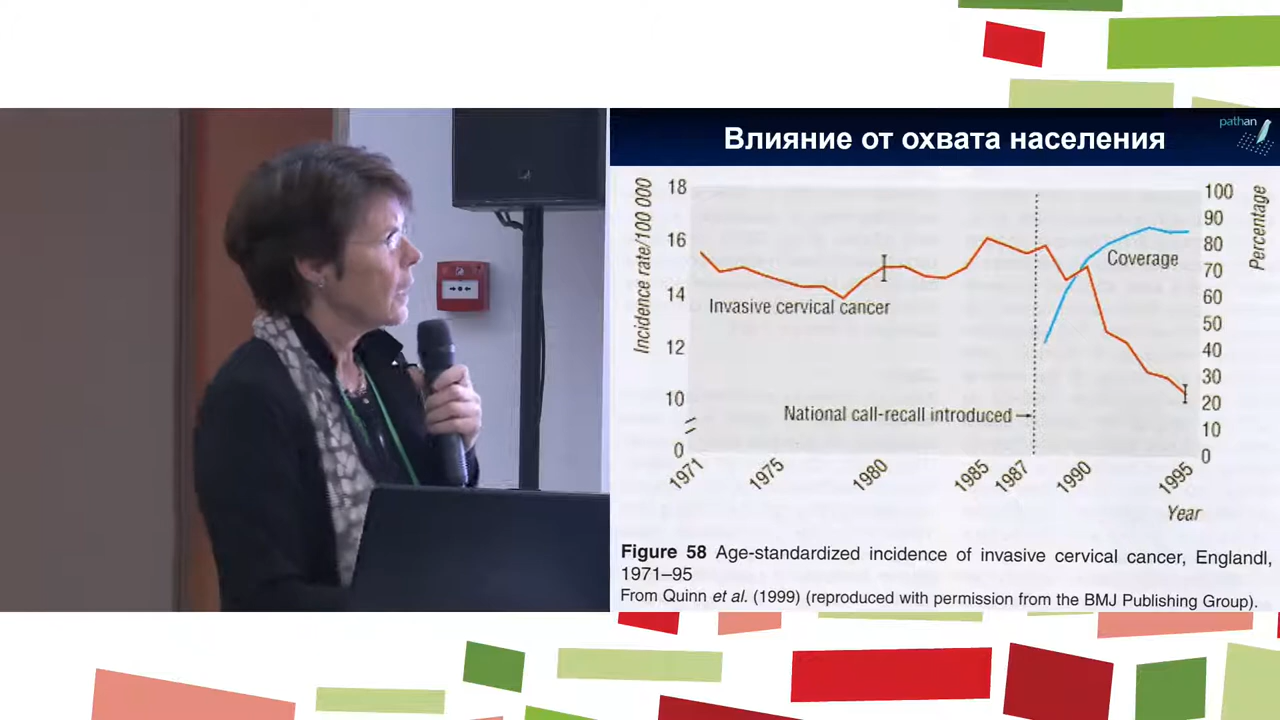 Влияние от охвата населения
pathan
Incidence rate/100 000
18
16
14
12
10
0
100
90
80
70
60
50
40
30
20
10
0
Percentage
Coverage
Invasive cervical cancer
National call-recall introduced
1971
1975
1980
1985
1987
1990
1995
Year
Figure 58 Age-standardized incidence of invasive cervical cancer, Englandl,
1971–95
From Quinn et al. (1999) (reproduced with permission from the BMJ Publishing Group).